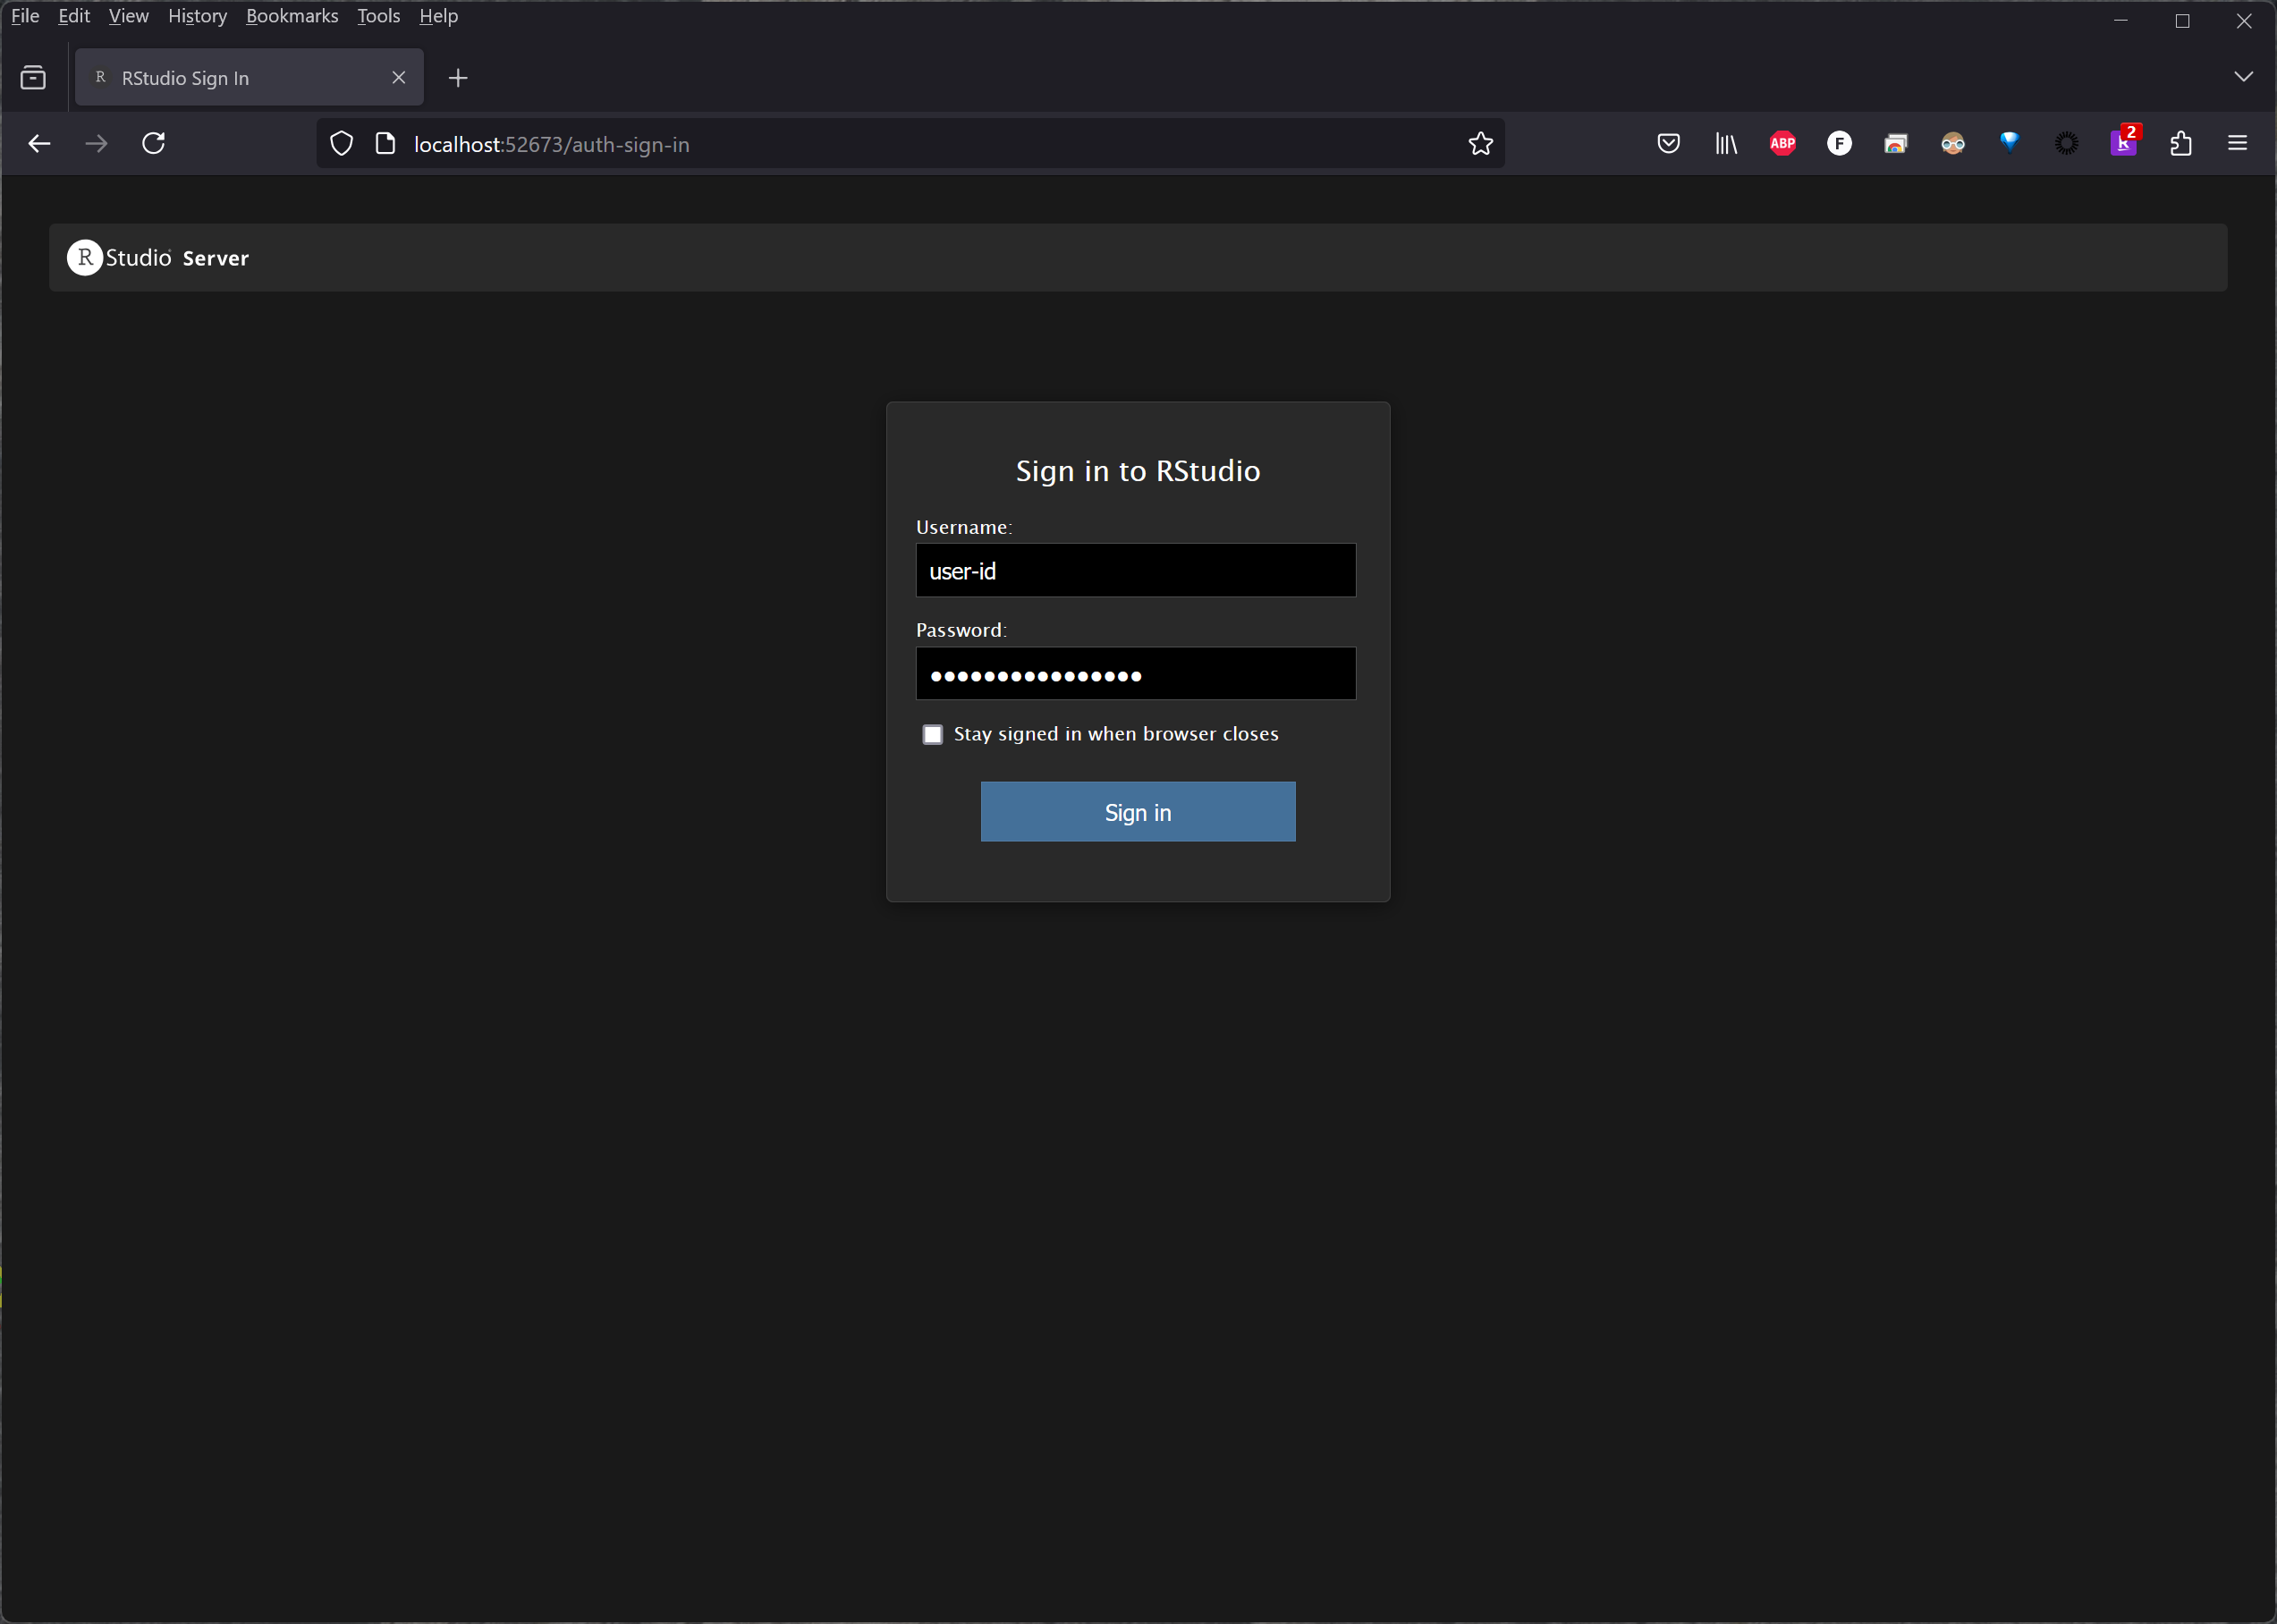 File Edit View History Bookmarks Tools Help
R RStudio Sign In
localhost:52673/auth-sign-in
ABP F 2
R Studio Server
Sign in to RStudio
Username:
user-id
Password:
••••••••••••••••
Stay signed in when browser closes
Sign in